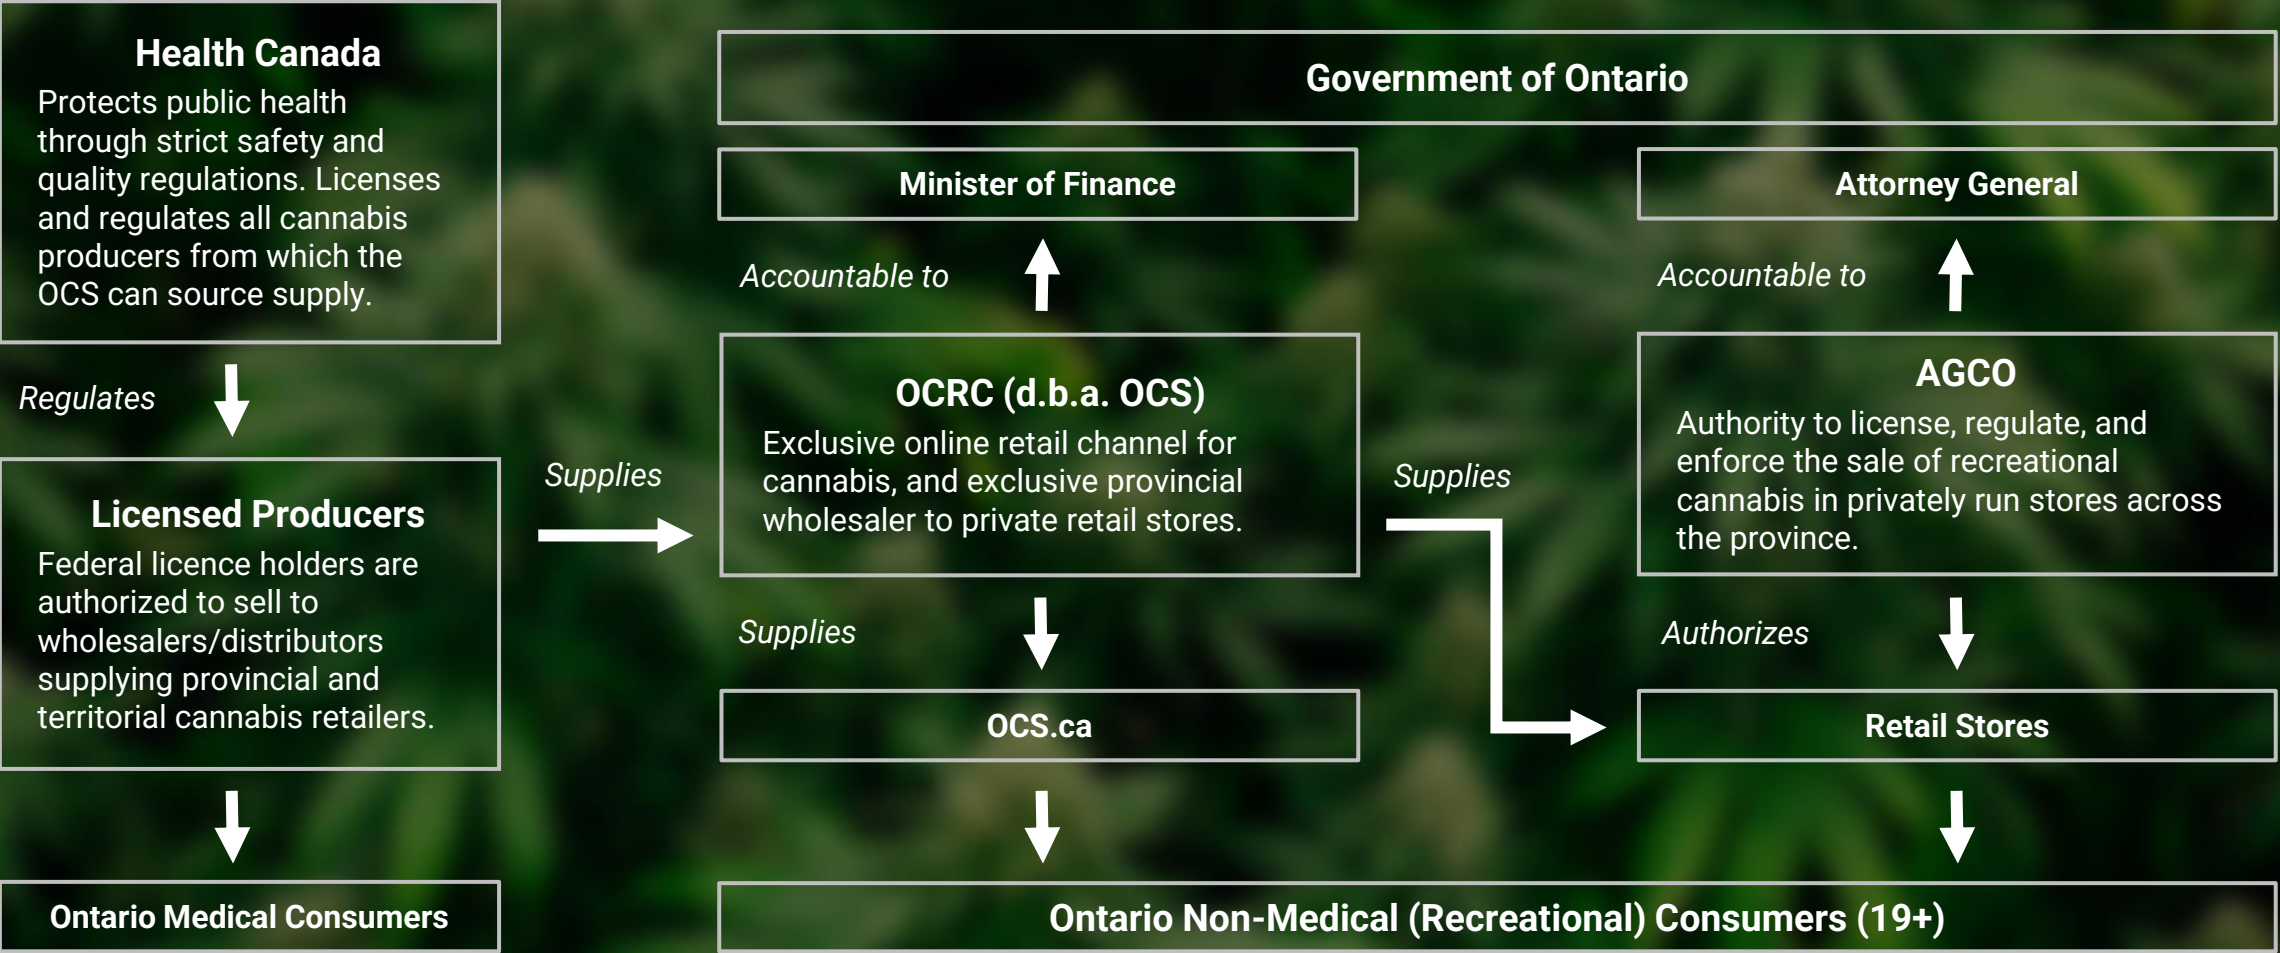 Health Canada
Protects public health
through strict safety and
quality regulations. Licenses
and regulates all cannabis
producers from which the
OCS can source supply.
Regulates
Licensed Producers
Federal licence holders are
authorized to sell to
wholesalers/distributors
supplying provincial and
territorial cannabis retailers.
Ontario Medical Consumers
Supplies
Government of Ontario
Minister of Finance
Accountable to
OCRC (d.b.a. OCS)
Exclusive online retail channel for
cannabis, and exclusive provincial
wholesaler to private retail stores.
Supplies
OCS.ca
Supplies
Attorney General
Accountable to
AGCO
Authority to license, regulate, and
enforce the sale of recreational
cannabis in privately run stores across
the province.
Authorizes
Retail Stores
Ontario Non-Medical (Recreational) Consumers (19+)